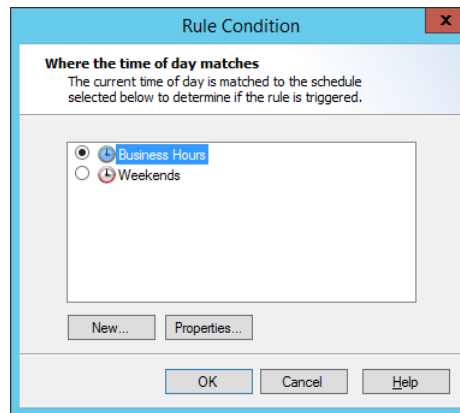 Rule Condition
x
Where the time of day matches
The current time of day is matched to the schedule
selected below to determine if the rule is triggered.
Business Hours
Weekends
New... Properties...
OK Cancel Help